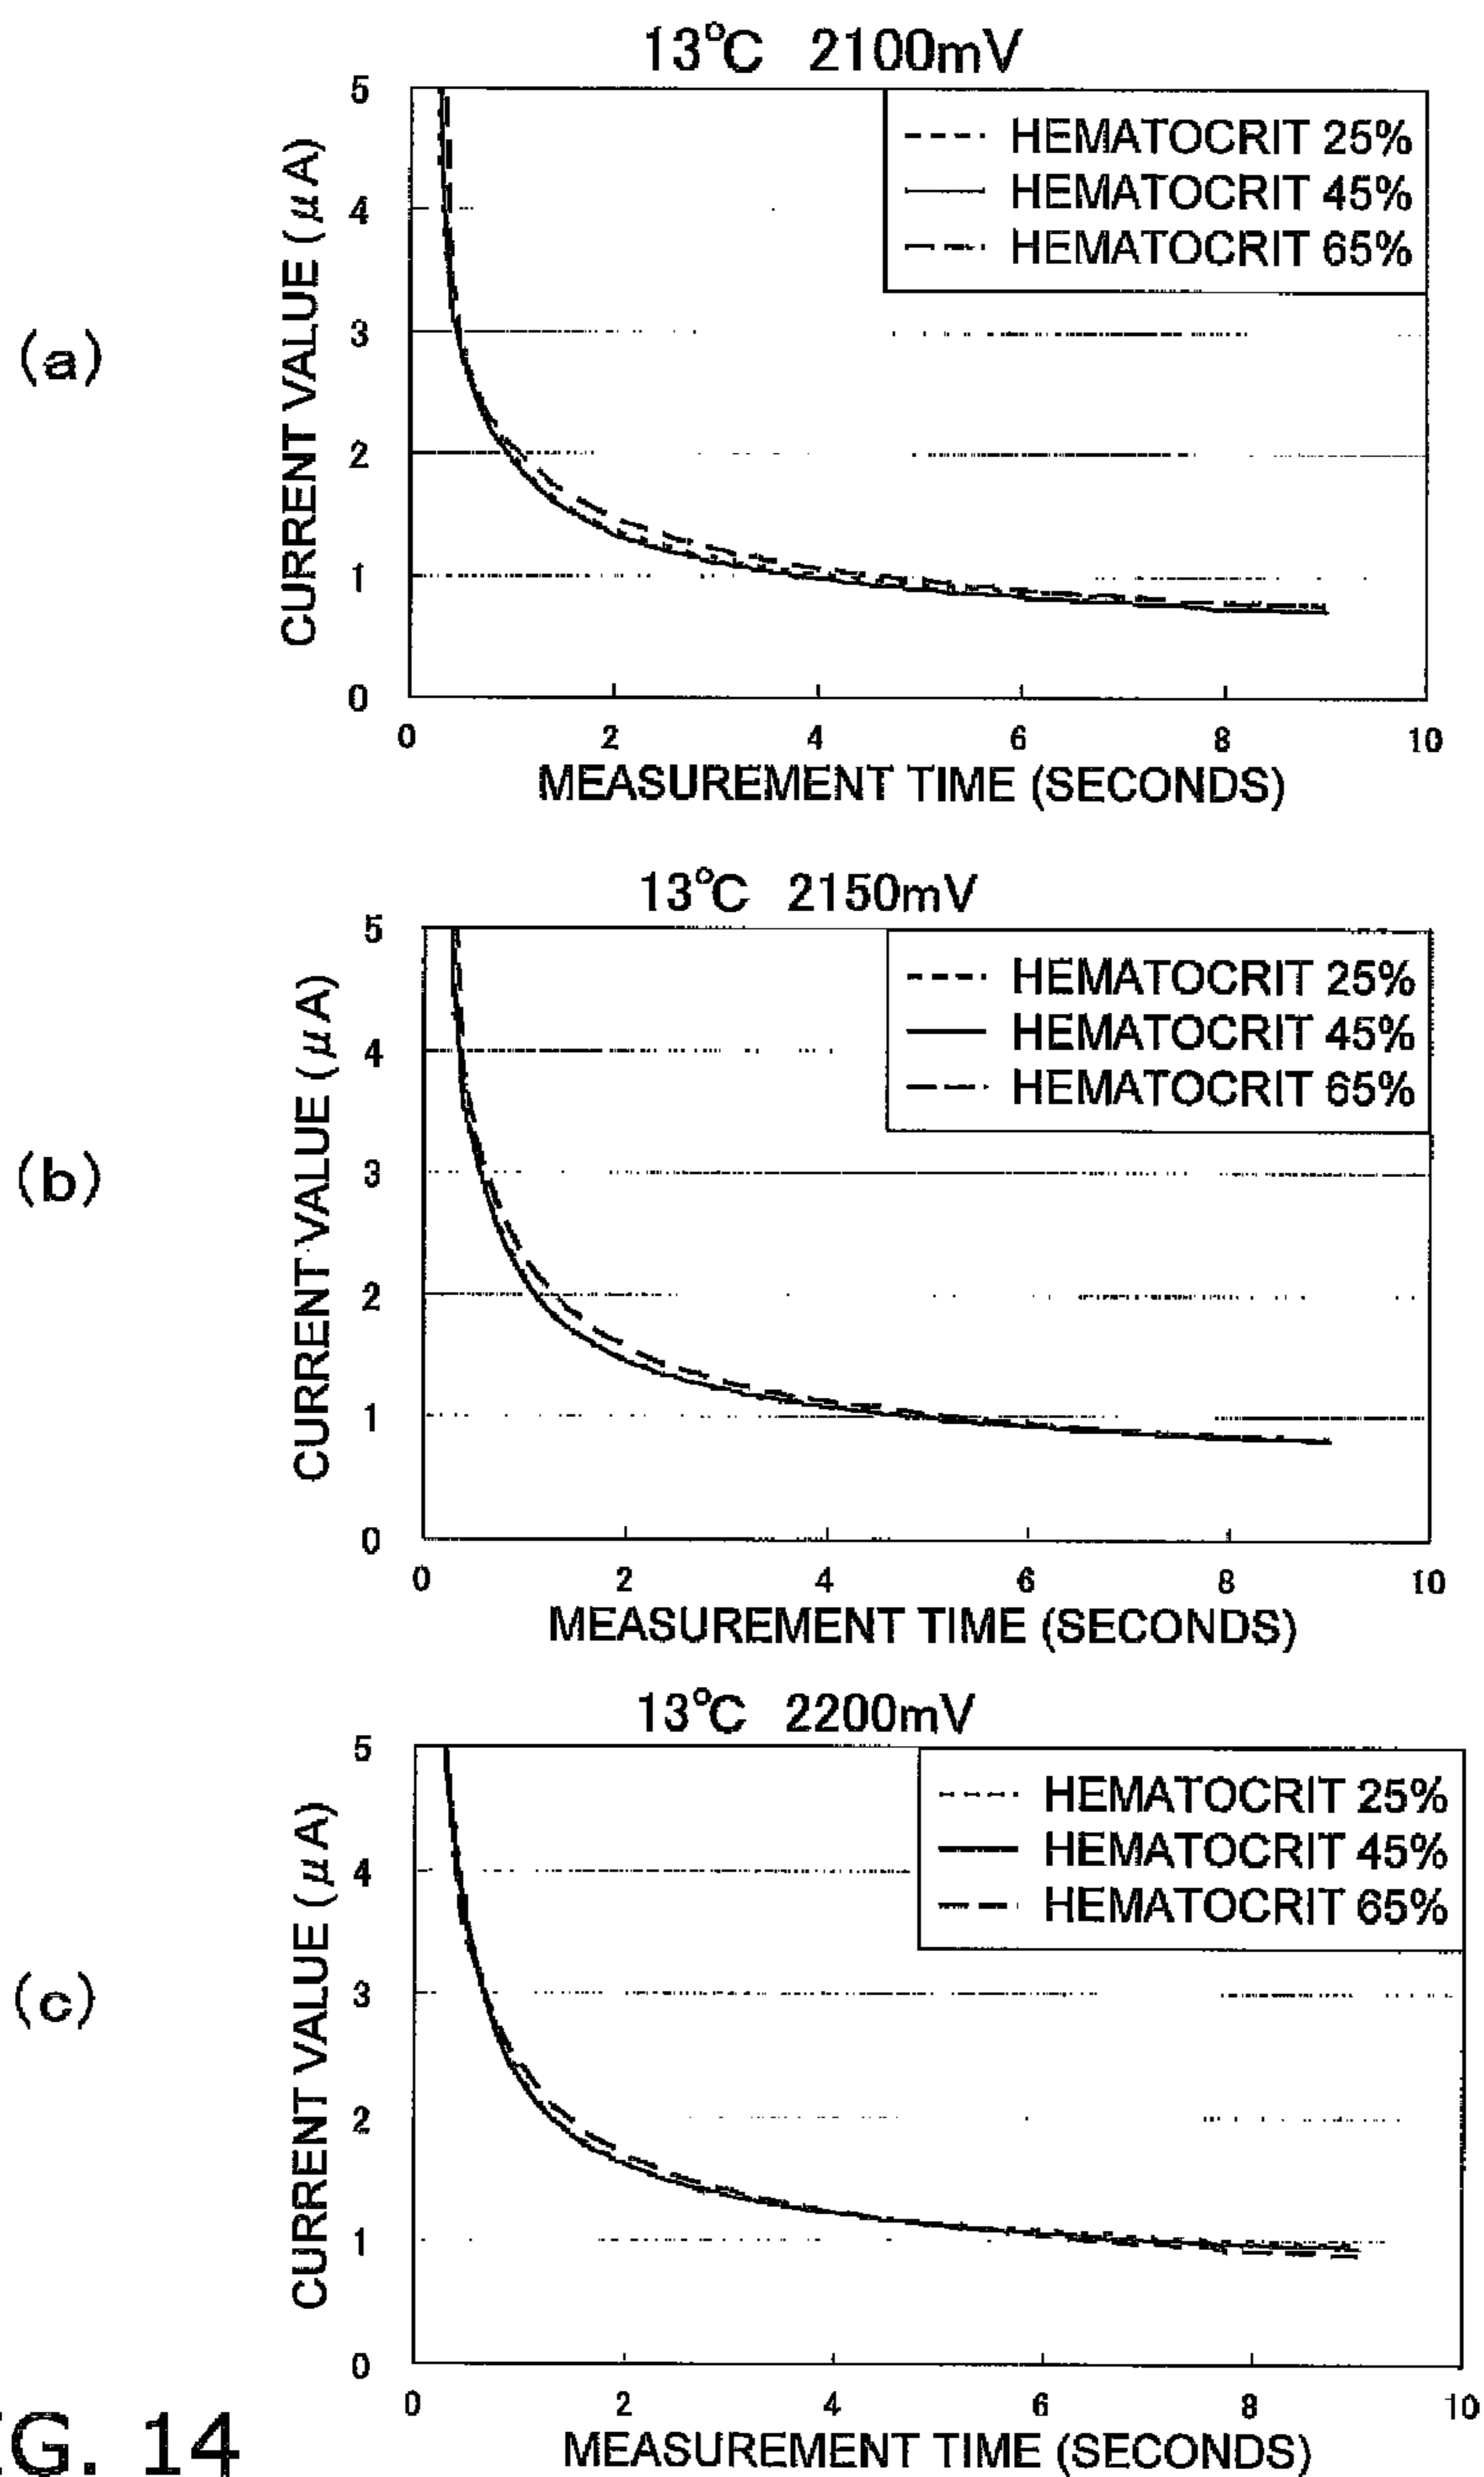 13℃ 2100mV
(a)
CURRENT VALUE (μA)
5
4
3
2
1
0
HEMATOCRIT 25%
HEMATOCRIT 45%
HEMATOCRIT 65%
0 2 4 6 8 10
MEASUREMENT TIME (SECONDS)
13℃ 2150mV
(b)
CURRENT VALUE (μA)
5
4
3
2
1
0
HEMATOCRIT 25%
HEMATOCRIT 45%
HEMATOCRIT 65%
0 2 4 6 8 10
MEASUREMENT TIME (SECONDS)
13℃ 2200mV
(c)
CURRENT VALUE (μA)
5
4
3
2
1
0
HEMATOCRIT 25%
HEMATOCRIT 45%
HEMATOCRIT 65%
0 2 4 6 8 10
MEASUREMENT TIME (SECONDS)
G. 14